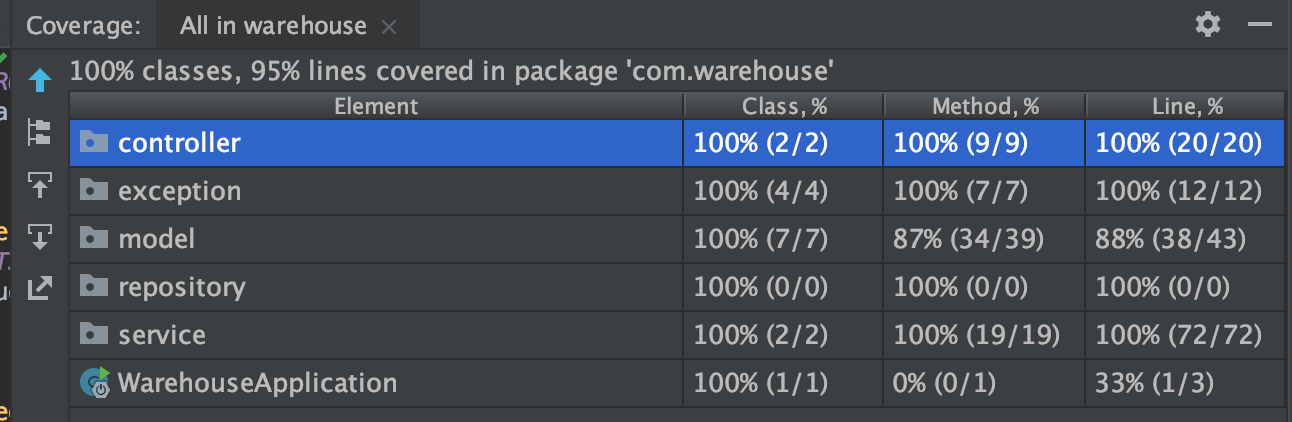 Coverage: All in warehouse
100% classes, 95% lines covered in package 'com.warehouse'
Element Class, % Method, % Line, %
controller 100% (2/2) 100% (9/9) 100% (20/20)
exception 100% (4/4) 100% (7/7) 100% (12/12)
model 100% (7/7) 87% (34/39) 88% (38/43)
repository 100% (0/0) 100% (0/0) 100% (0/0)
service 100% (2/2) 100% (19/19) 100% (72/72)
WarehouseApplication 100% (1/1) 0% (0/1) 33% (1/3)